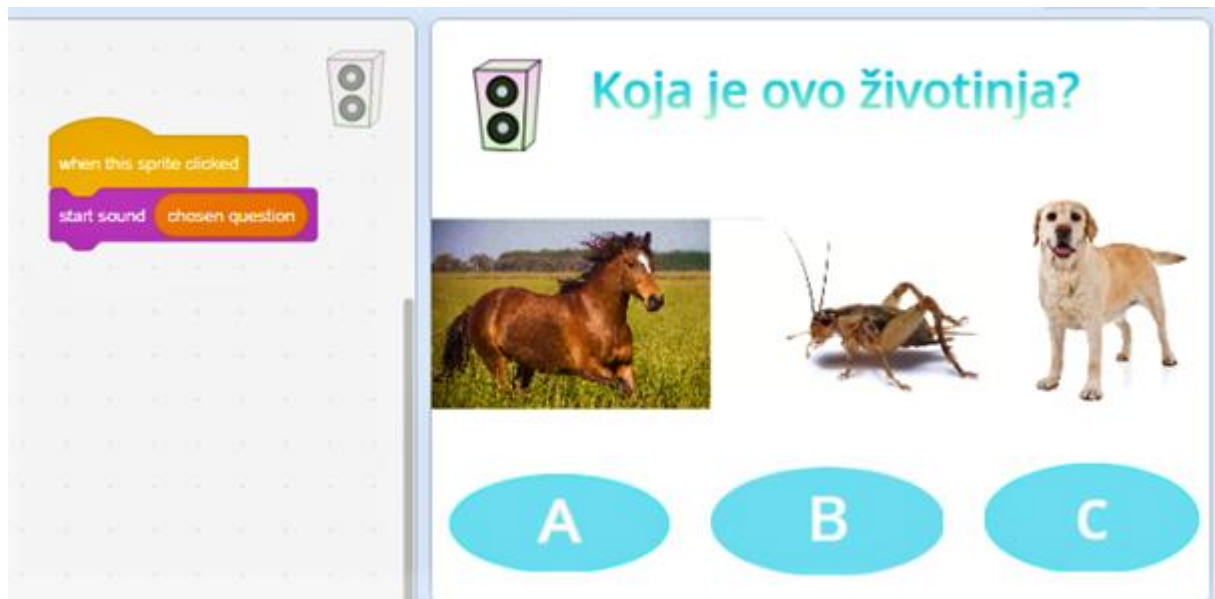 when this sprite clicked
start sound chosen question
Koja je ovo životinja?
A B C